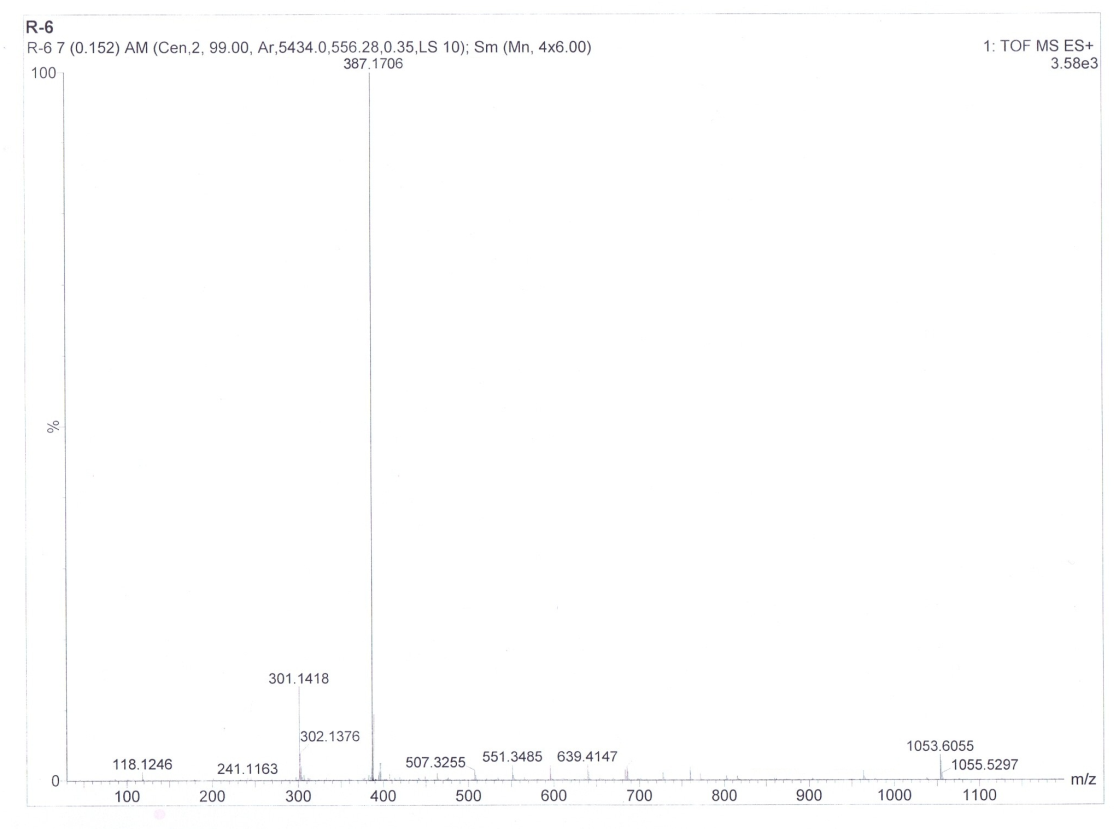 R-6
R-6 7 (0.152) AM (Cen,2, 99.00, Ar,5434.0,556.28,0.35,LS 10); Sm (Mn, 4x6.00)
1: TOF MS ES+
3.58e3
387.1706
100
%
301.1418
302.1376
118.1246
241.1163
507.3255
551.3485
639.4147
1053.6055
1055.5297
0
m/z
100 200 300 400 500 600 700 800 900 1000 1100